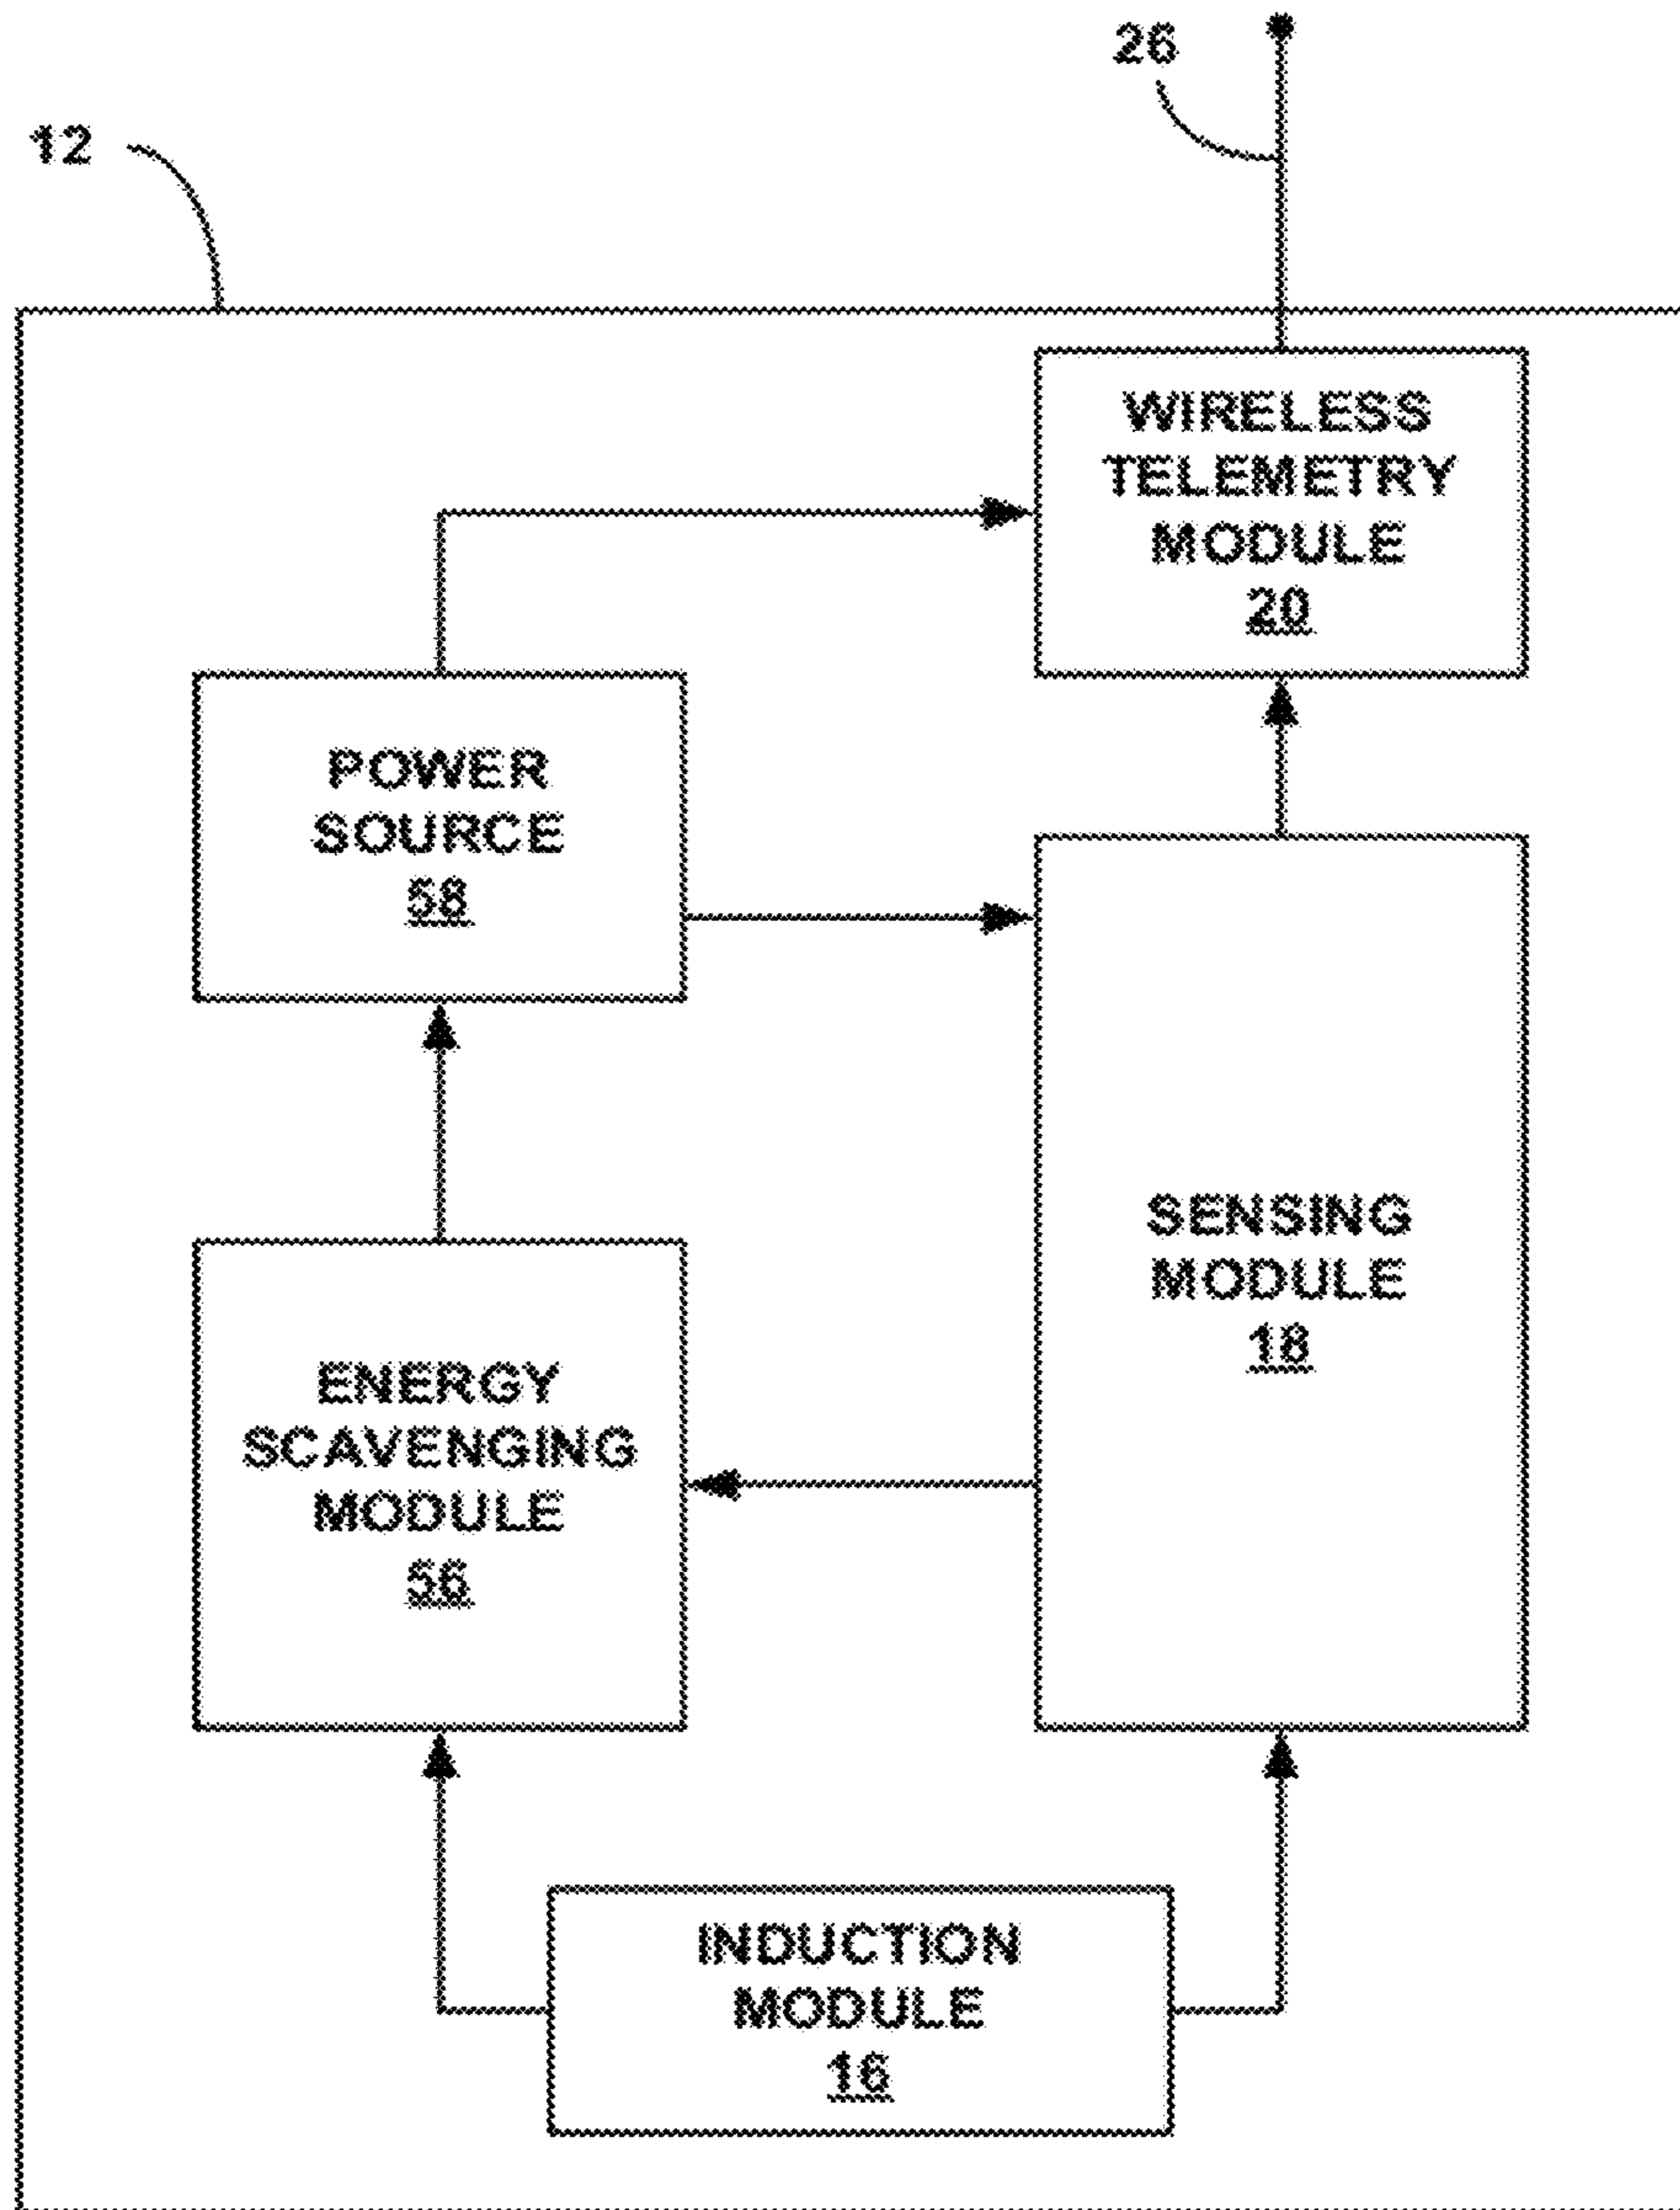 26
12
WIRELESS
TELEMETRY
MODULE
20
POWER
SOURCE
58
SENSING
MODULE
18
ENERGY
SCAVENGING
MODULE
56
INDUCTION
MODULE
16